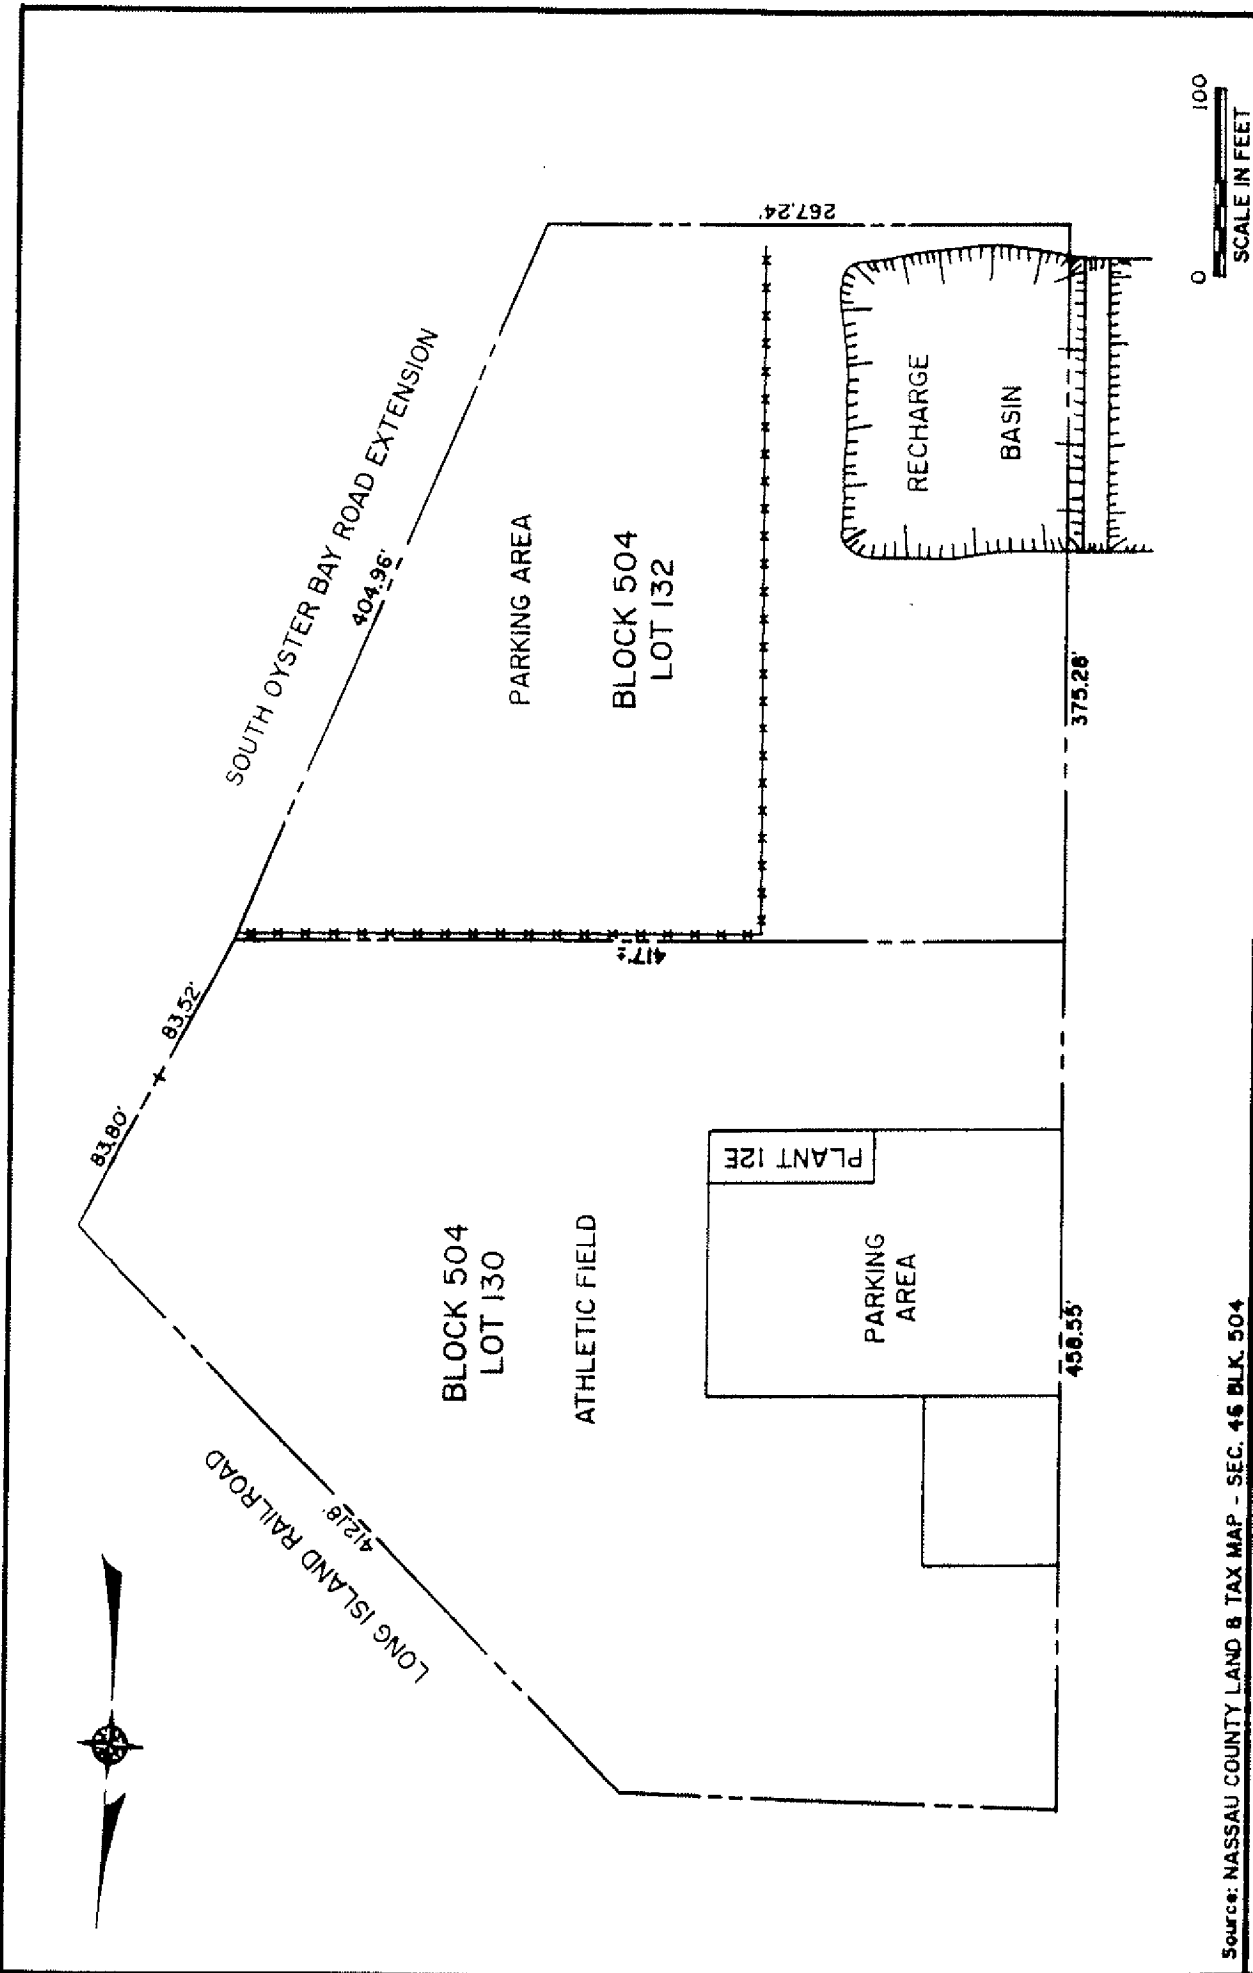 SOUTH OYSTER BAY ROAD EXTENSION
404.96'
267.24'
83.80'
83.52'
PARKING AREA
BLOCK 504
LOT 132
RECHARGE
BASIN
417'±
375.28'
LONG ISLAND RAILROAD
412.18'
BLOCK 504
LOT 130
ATHLETIC FIELD
PLANT 12E
PARKING
AREA
458.55'
0 100
SCALE IN FEET
Source: NASSAU COUNTY LAND & TAX MAP - SEC. 46 BLK. 504